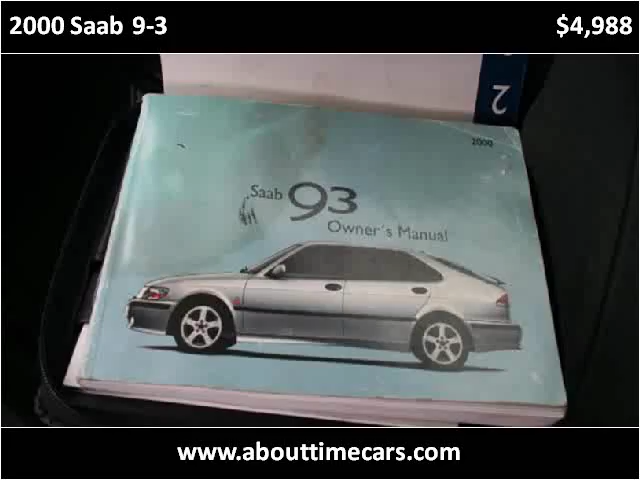 2000 Saab 9-3 $4,988
2
2000
Saab 93
Owner's Manual
www.abouttimecars.com